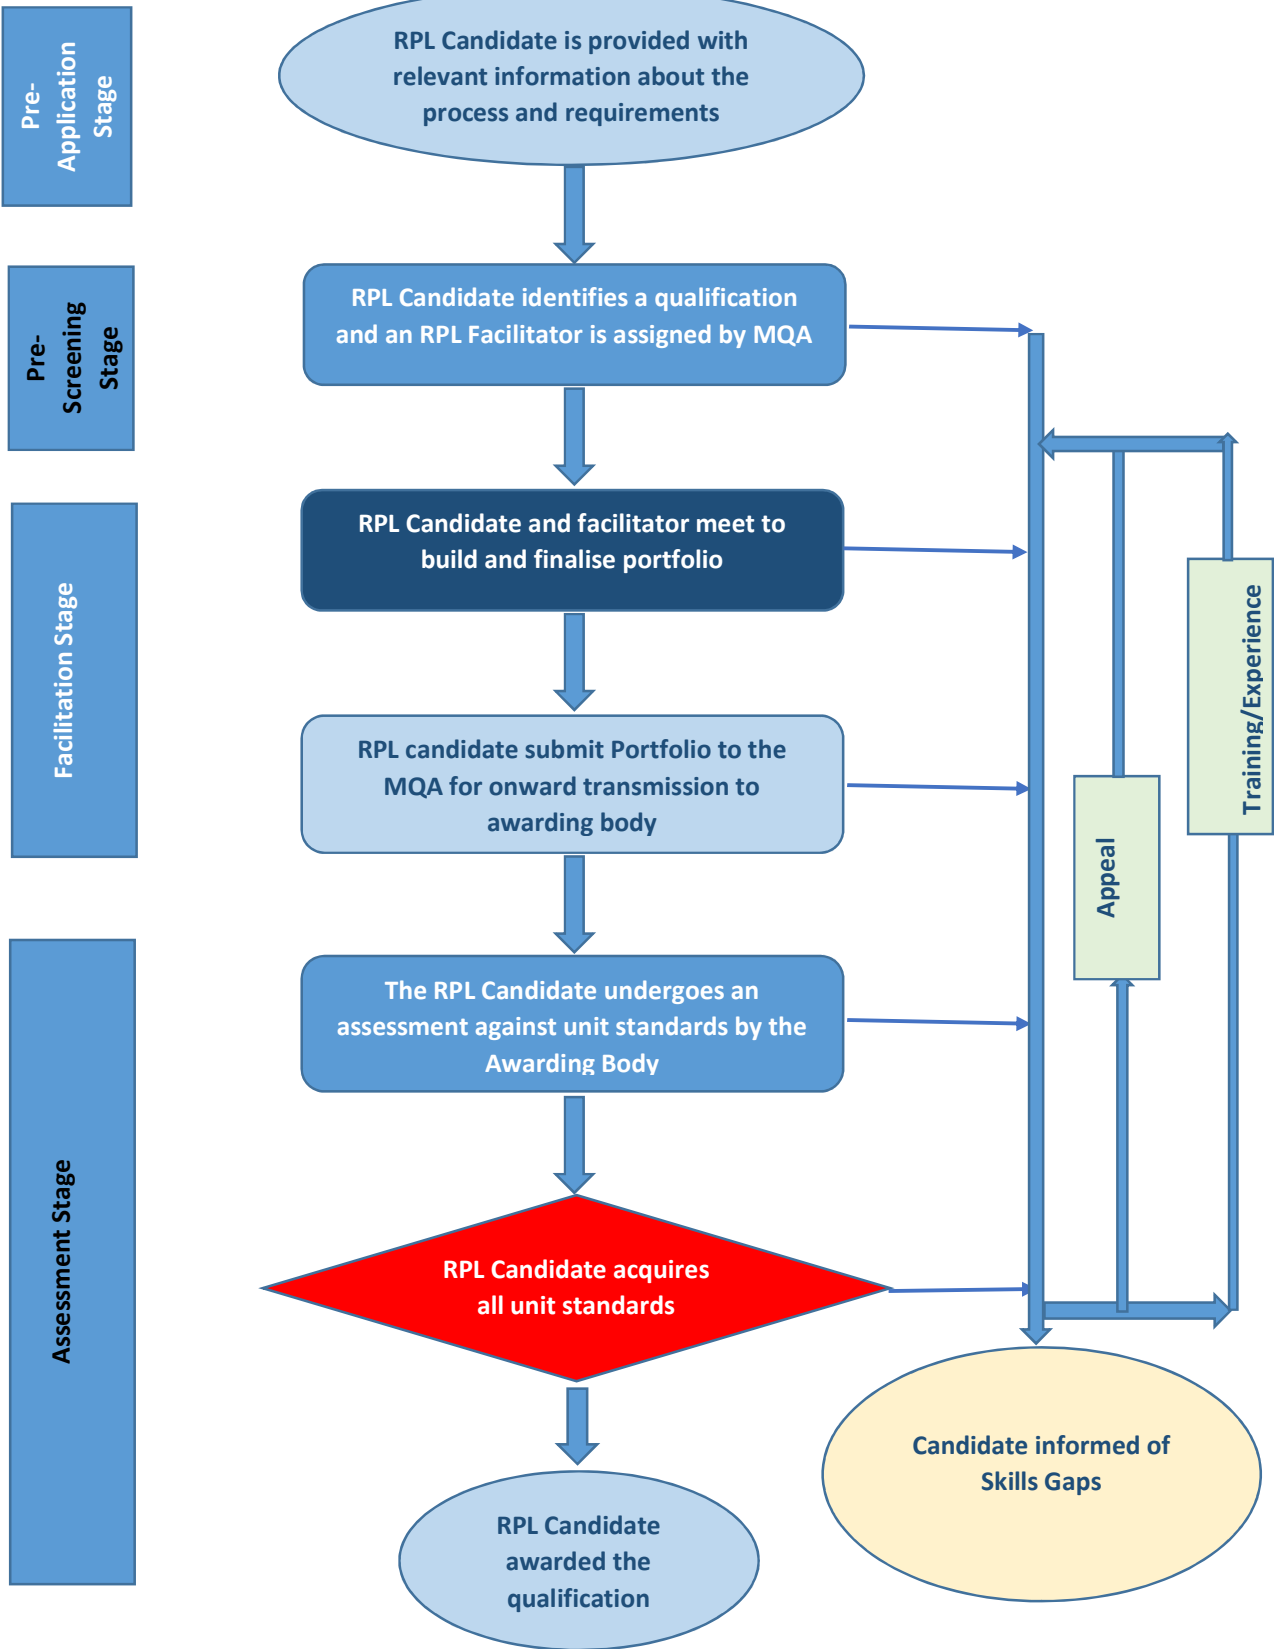 Pre-
Application
Stage
RPL Candidate is provided with
relevant information about the
process and requirements
Pre-
Screening
Stage
RPL Candidate identifies a qualification
and an RPL Facilitator is assigned by MQA
Facilitation Stage
RPL Candidate and facilitator meet to
build and finalise portfolio
RPL candidate submit Portfolio to the
MQA for onward transmission to
awarding body
Training/Experience
Appeal
Assessment Stage
The RPL Candidate undergoes an
assessment against unit standards by the
Awarding Body
RPL Candidate acquires
all unit standards
Candidate informed of
Skills Gaps
RPL Candidate
awarded the
qualification